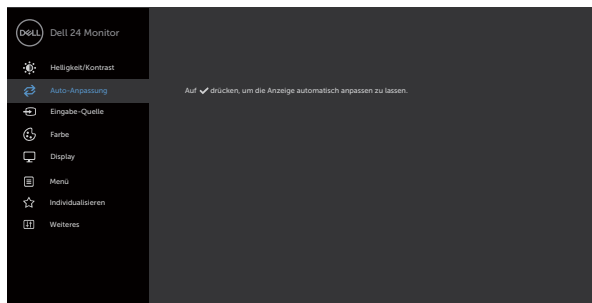 DELL Dell 24 Monitor
Helligkeit/Kontrast
Auto-Anpassung
Auf ✓ drücken, um die Anzeige automatisch anpassen zu lassen.
Eingabe-Quelle
Farbe
Display
Menü
Individualisieren
Weiteres